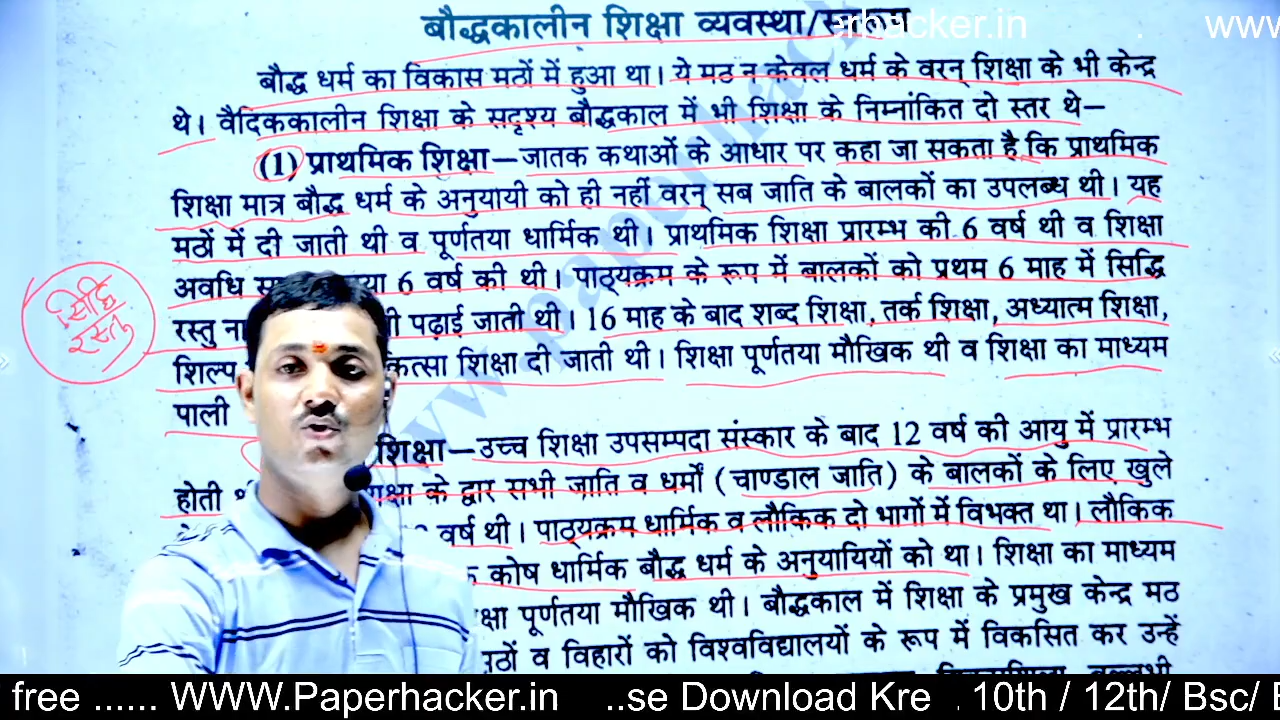 बौद्धकालीन शिक्षा व्यवस्था/
erhacker.in
www
बौद्ध धर्म का विकास मठों में हुआ था। ये मठ न केवल धर्म के वरन् शिक्षा के भी केन्द्र
थे। वैदिककालीन शिक्षा के सदृश्य बौद्धकाल में भी शिक्षा के निम्नांकित दो स्तर थे—
(1) प्राथमिक शिक्षा—जातक कथाओं के आधार पर कहा जा सकता है कि प्राथमिक
शिक्षा मात्र बौद्ध धर्म के अनुयायी को ही नहीं वरन् सब जाति के बालकों का उपलब्ध थी। यह
मठों में दी जाती थी व पूर्णतया धार्मिक थी। प्राथमिक शिक्षा प्रारम्भ की 6 वर्ष थी व शिक्षा
अवधि या 6 वर्ष की थी। पाठ्यक्रम के रूप में बालकों को प्रथम 6 माह में सिद्धि
रस्तु ना ी पढ़ाई जाती थी। 16 माह के बाद शब्द शिक्षा, तर्क शिक्षा, अध्यात्म शिक्षा,
सिद्धि
रस्तु
शिल्प कित्सा शिक्षा दी जाती थी। शिक्षा पूर्णतया मौखिक थी व शिक्षा का माध्यम
पाली
शिक्षा—उच्च शिक्षा उपसम्पदा संस्कार के बाद 12 वर्ष की आयु में प्रारम्भ
होती क्षा के द्वार सभी जाति व धर्मों (चाण्डाल जाति) के बालकों के लिए खुले
वर्ष थी। पाठ्यक्रम धार्मिक व लौकिक दो भागों में विभक्त था। लौकिक
कोष धार्मिक बौद्ध धर्म के अनुयायियों को था। शिक्षा का माध्यम
क्षा पूर्णतया मौखिक थी। बौद्धकाल में शिक्षा के प्रमुख केन्द्र मठ
ठों व विहारों को विश्वविद्यालयों के रूप में विकसित कर उन्हें
free ...... WWW.Paperhacker.in ..se Download Kre . 10th / 12th/ Bsc/